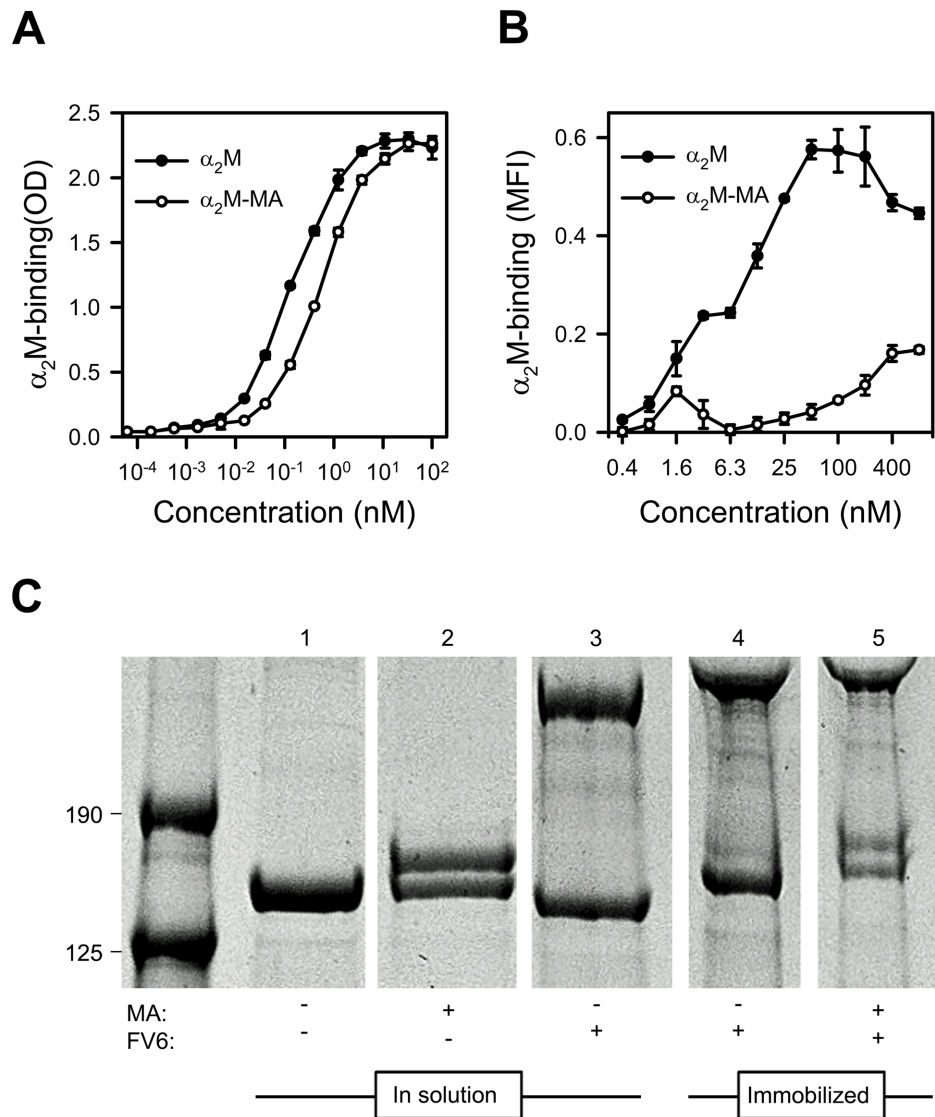 A
B
α₂M-binding(OD)
2.5
2.0
1.5
1.0
0.5
0.0
α₂M
α₂M-MA
10⁻⁴ 10⁻³ 10⁻² 10⁻¹ 10⁰ 10¹ 10²
Concentration (nM)
α₂M-binding (MFI)
0.6
0.4
0.2
0.0
α₂M
α₂M-MA
0.4 1.6 6.3 25 100 400
Concentration (nM)
C
1 2 3 4 5
190
125
MA: - + - - +
FV6: - - + + +
In solution Immobilized